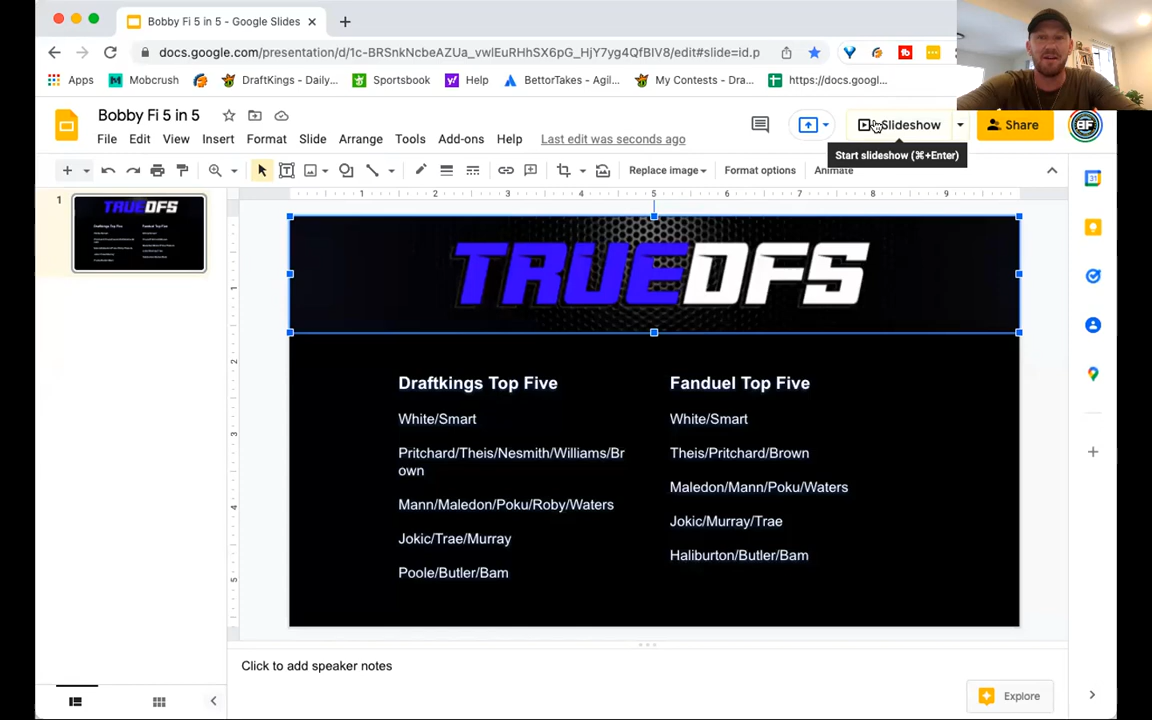 Bobby Fi 5 in 5 - Google Slides
docs.google.com/presentation/d/1c-BRSnkNcbeAZUa_vwlEuRHhSX6pG_HjY7yg4QfBIV8/edit#slide=id.p
Apps
Mobcrush
DraftKings - Daily...
Sportsbook
Help
BettorTakes - Agil...
My Contests - Dra...
https://docs.googl...
Bobby Fi 5 in 5
Slideshow
Share
File Edit View Insert Format Slide Arrange Tools Add-ons Help Last edit was seconds ago
Start slideshow (⌘+Enter)
Replace image
Format options
Animate
1
TRUEDFS
Draftkings Top Five
White/Smart
Pritchard/Theis/Nesmith/Williams/Br
own
Mann/Maledon/Poku/Roby/Waters
Jokic/Trae/Murray
Poole/Butler/Bam
Fanduel Top Five
White/Smart
Theis/Pritchard/Brown
Maledon/Mann/Poku/Waters
Jokic/Murray/Trae
Haliburton/Butler/Bam
Click to add speaker notes
Explore